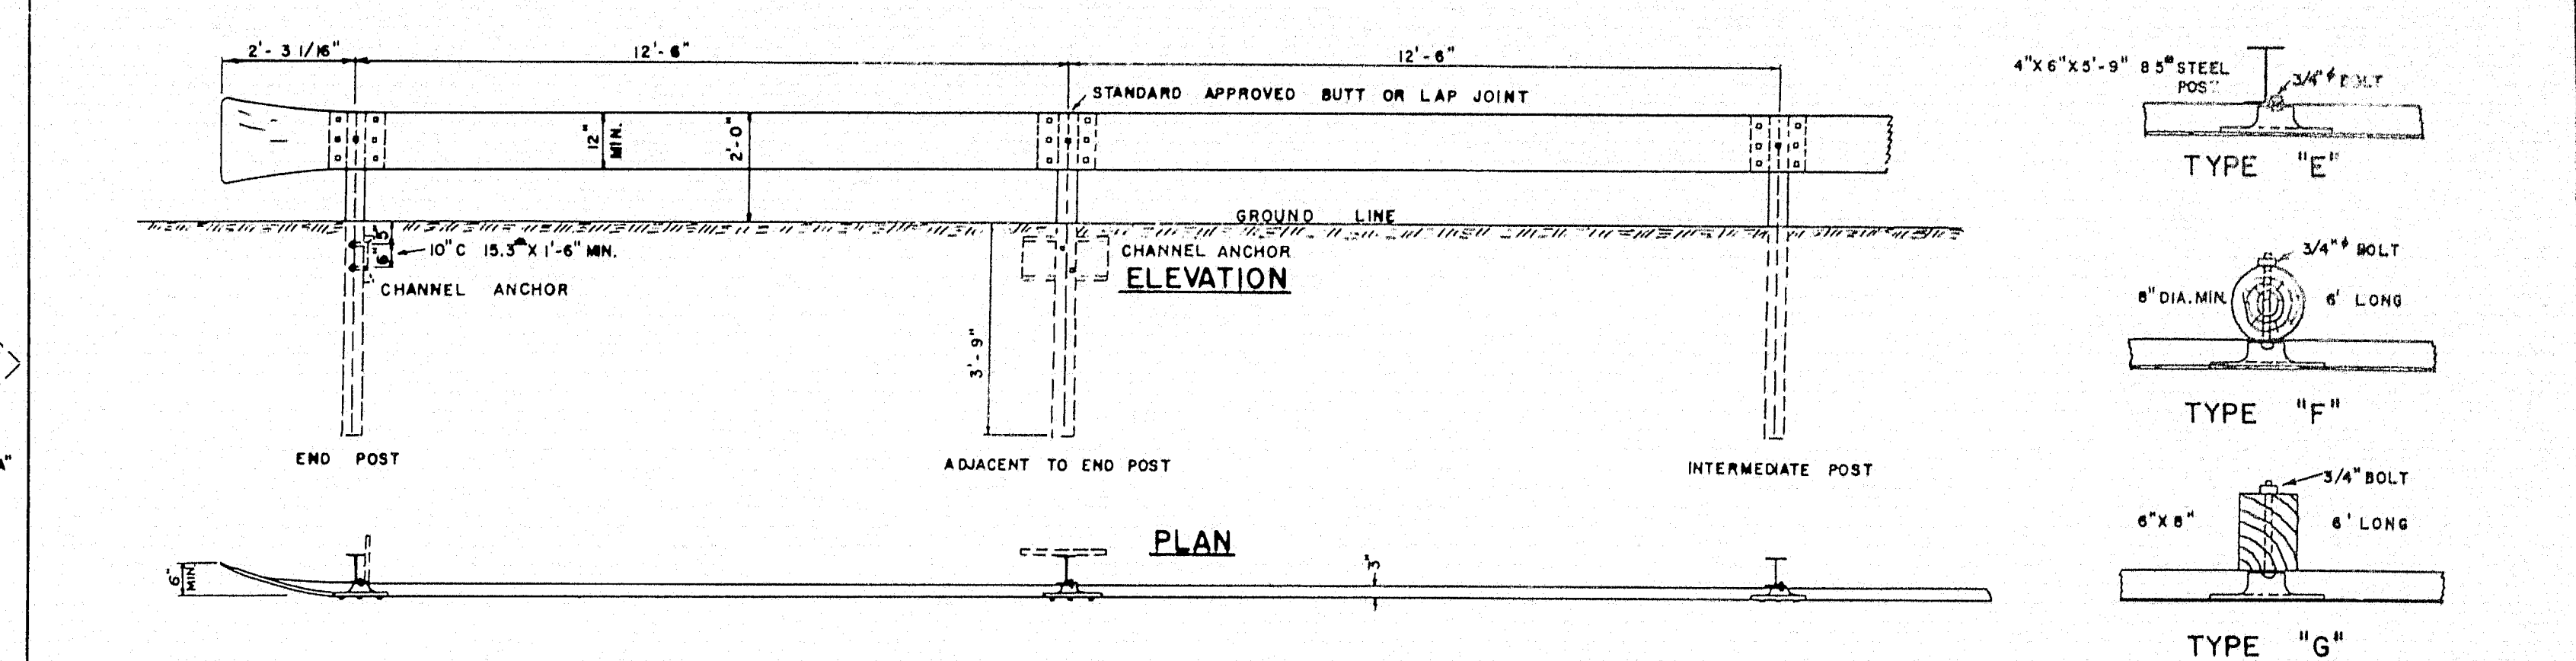 2'- 3 1/16"
12'- 6"
12'- 6"
STANDARD APPROVED BUTT OR LAP JOINT
12" MIN.
2'-0"
GROUND LINE
5"
6"
10" C 15.3# X 1'-6" MIN.
CHANNEL ANCHOR
CHANNEL ANCHOR
ELEVATION
3'-9"
END POST
ADJACENT TO END POST
INTERMEDIATE POST
PLAN
6" MIN
3"
4" X 6" X 5'-9" 8 5# STEEL
POST
3/4" ϕ BOLT
TYPE "E"
3/4" ϕ BOLT
8" DIA. MIN.
6' LONG
TYPE "F"
3/4" BOLT
6" X 8"
6' LONG
TYPE "G"
A"